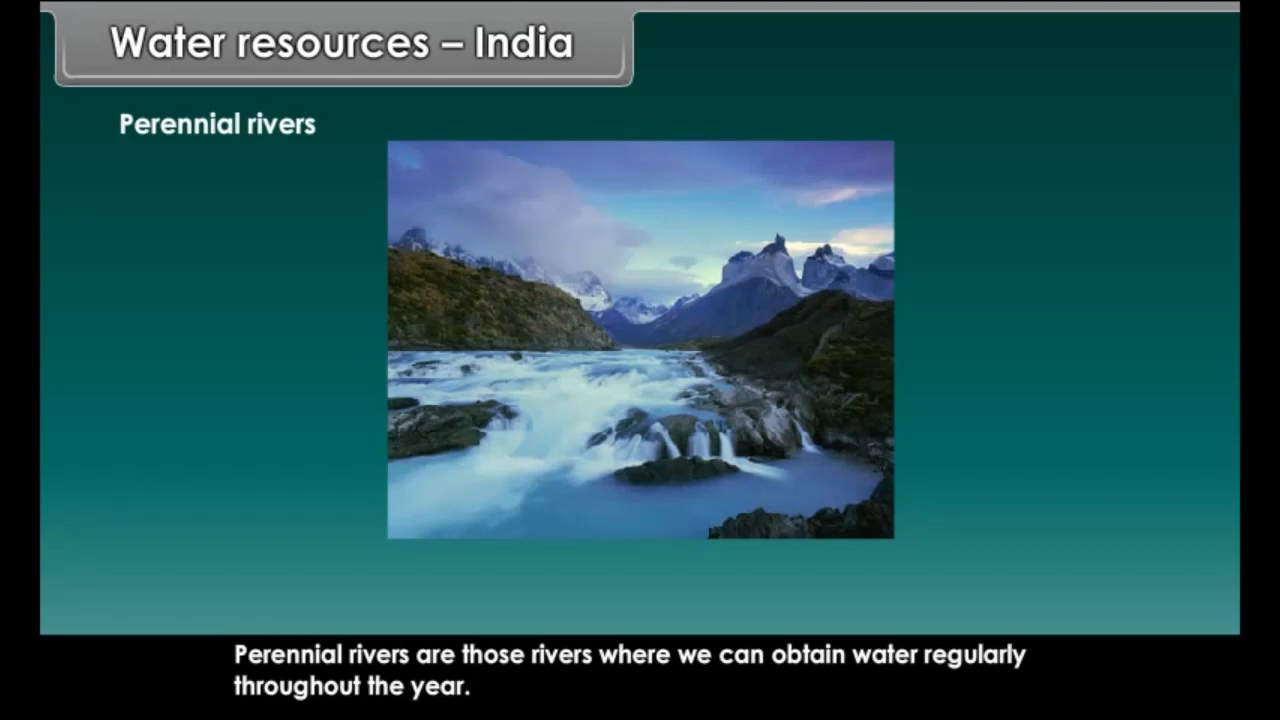 Water resources – India
Perennial rivers
Perennial rivers are those rivers where we can obtain water regularly
throughout the year.